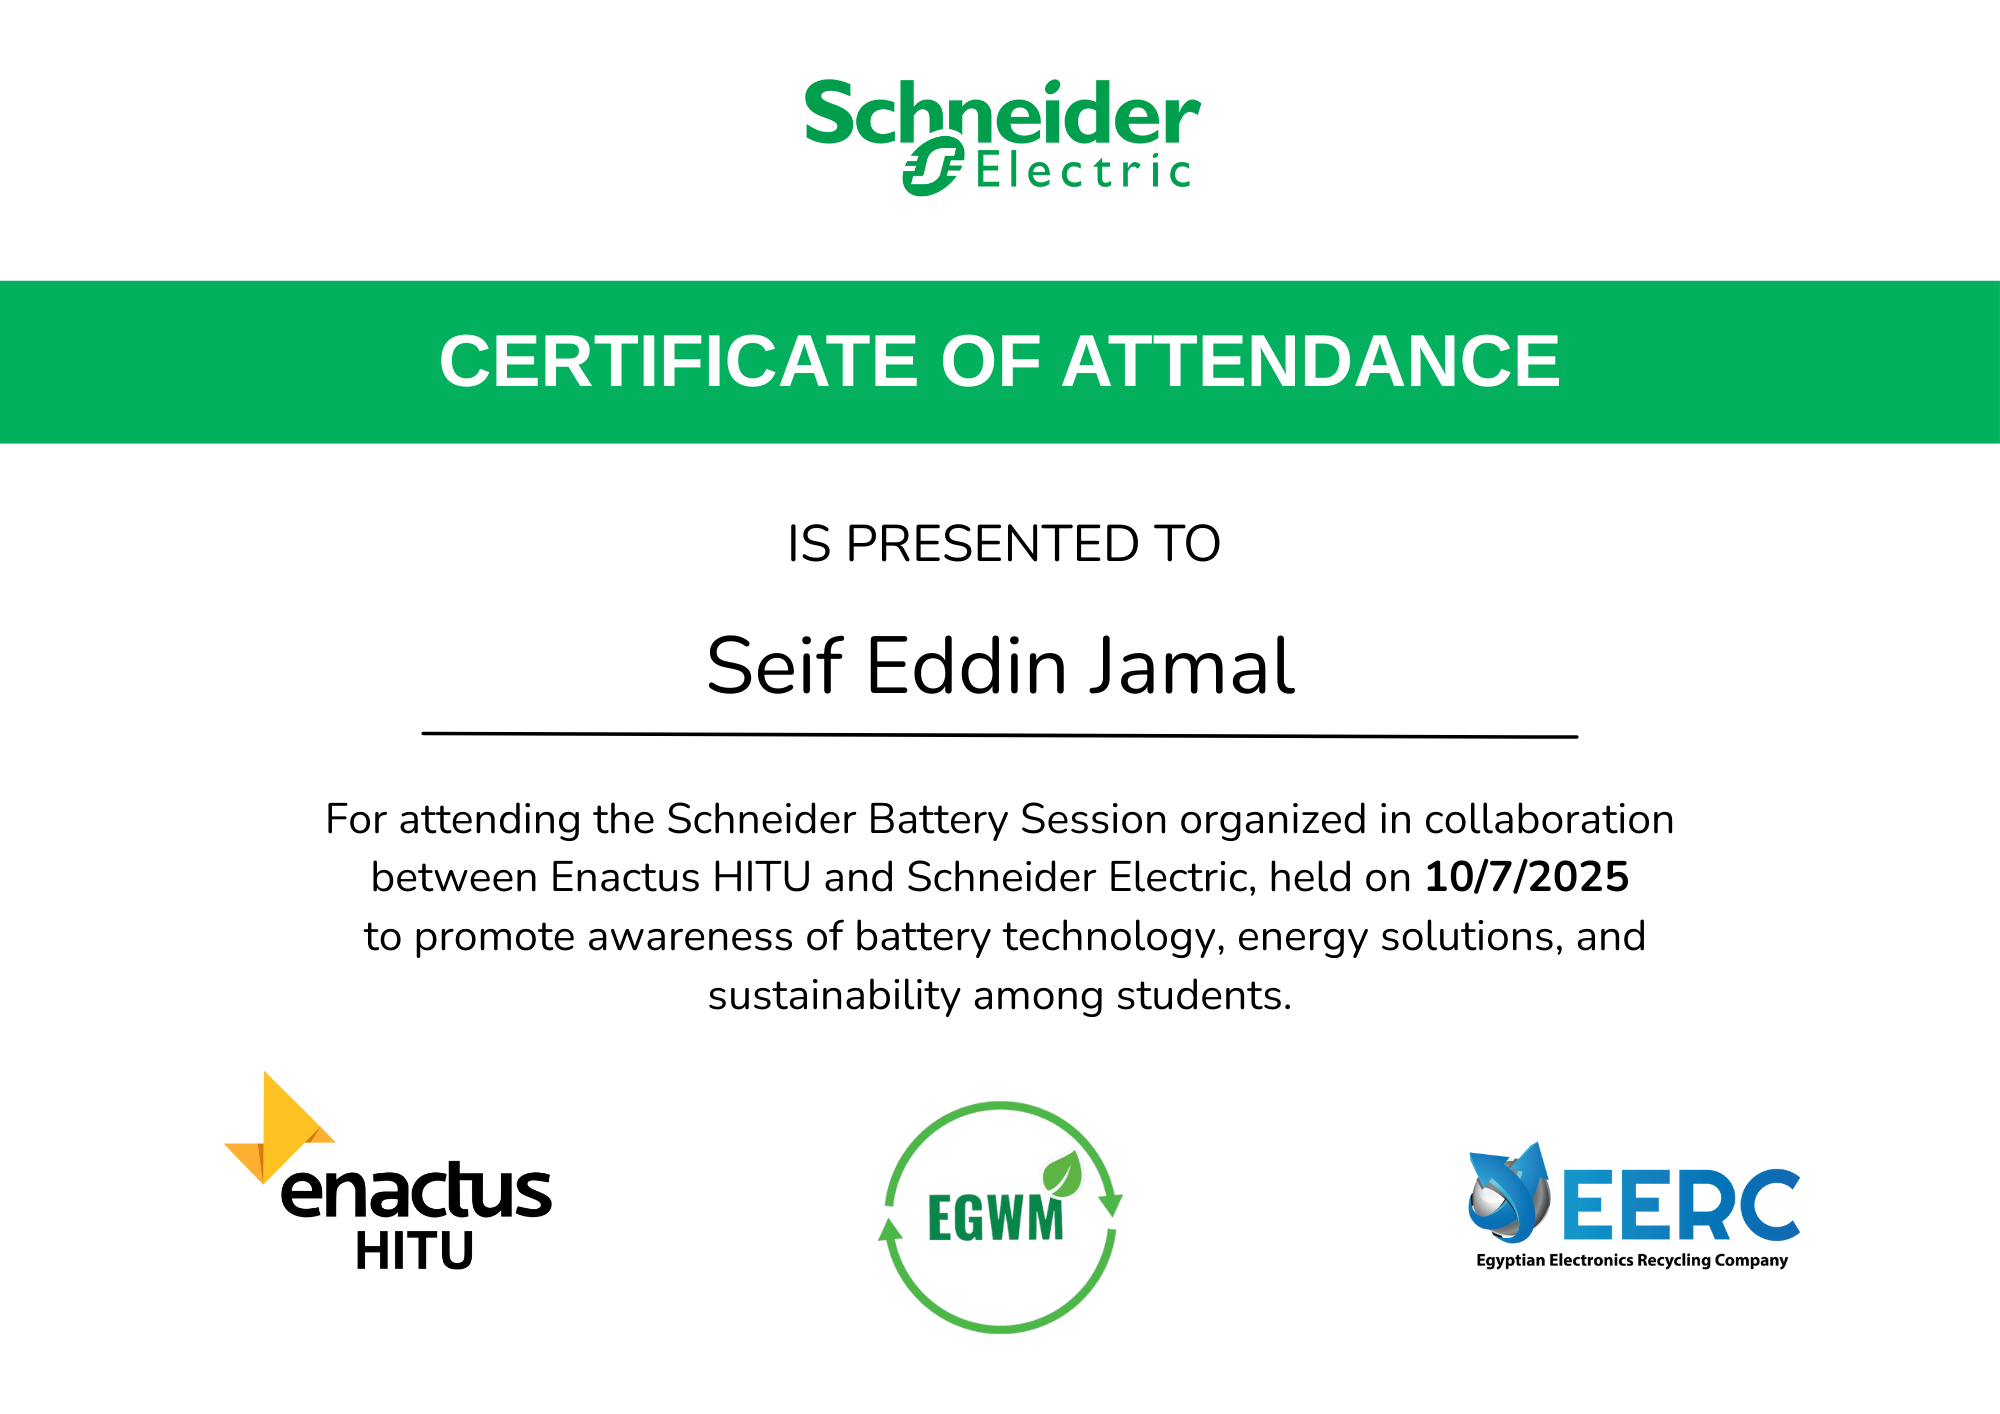 Schneider
Electric
CERTIFICATE OF ATTENDANCE
IS PRESENTED TO
Seif Eddin Jamal
For attending the Schneider Battery Session organized in collaboration
between Enactus HITU and Schneider Electric, held on 10/7/2025
to promote awareness of battery technology, energy solutions, and
sustainability among students.
enactus
HITU
EGWM
EERC
Egyptian Electronics Recycling Company